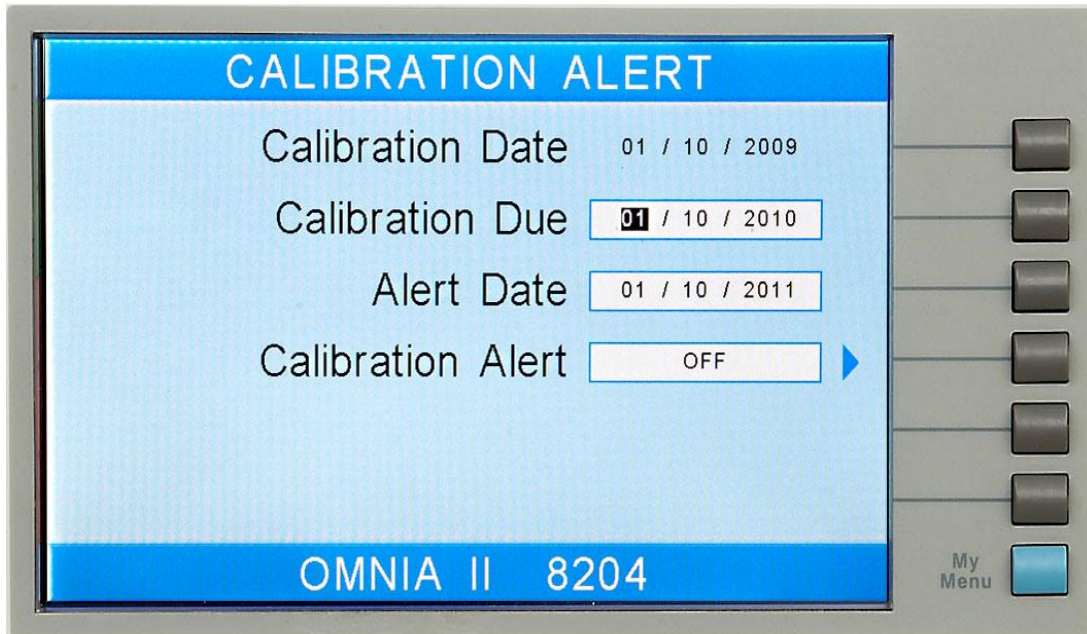 CALIBRATION ALERT
Calibration Date 01 / 10 / 2009
Calibration Due 01 / 10 / 2010
Alert Date 01 / 10 / 2011
Calibration Alert OFF
OMNIA II 8204
My
Menu